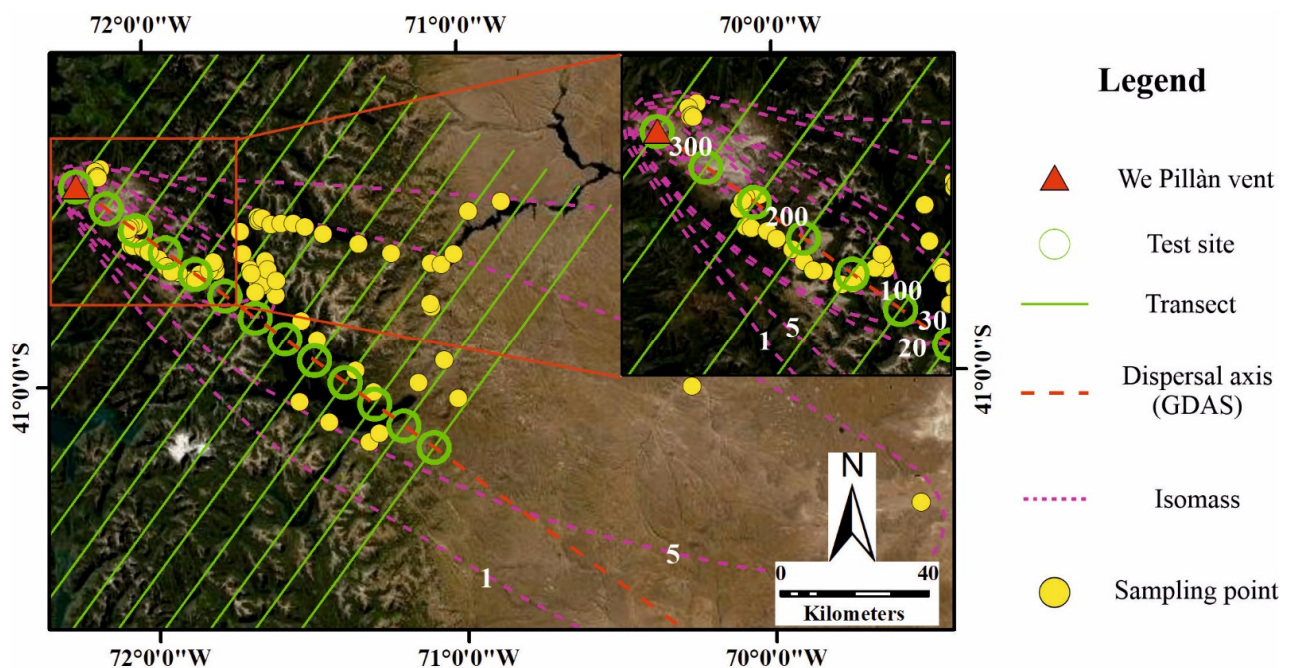 72°0'0"W
71°0'0"W
70°0'0"W
41°0'0"S
300
200
100
30
20
5
1
41°0'0"S
5
1
N
0
40
Kilometers
72°0'0"W
71°0'0"W
70°0'0"W
Legend
We Pillàn vent
Test site
Transect
Dispersal axis
(GDAS)
Isomass
Sampling point